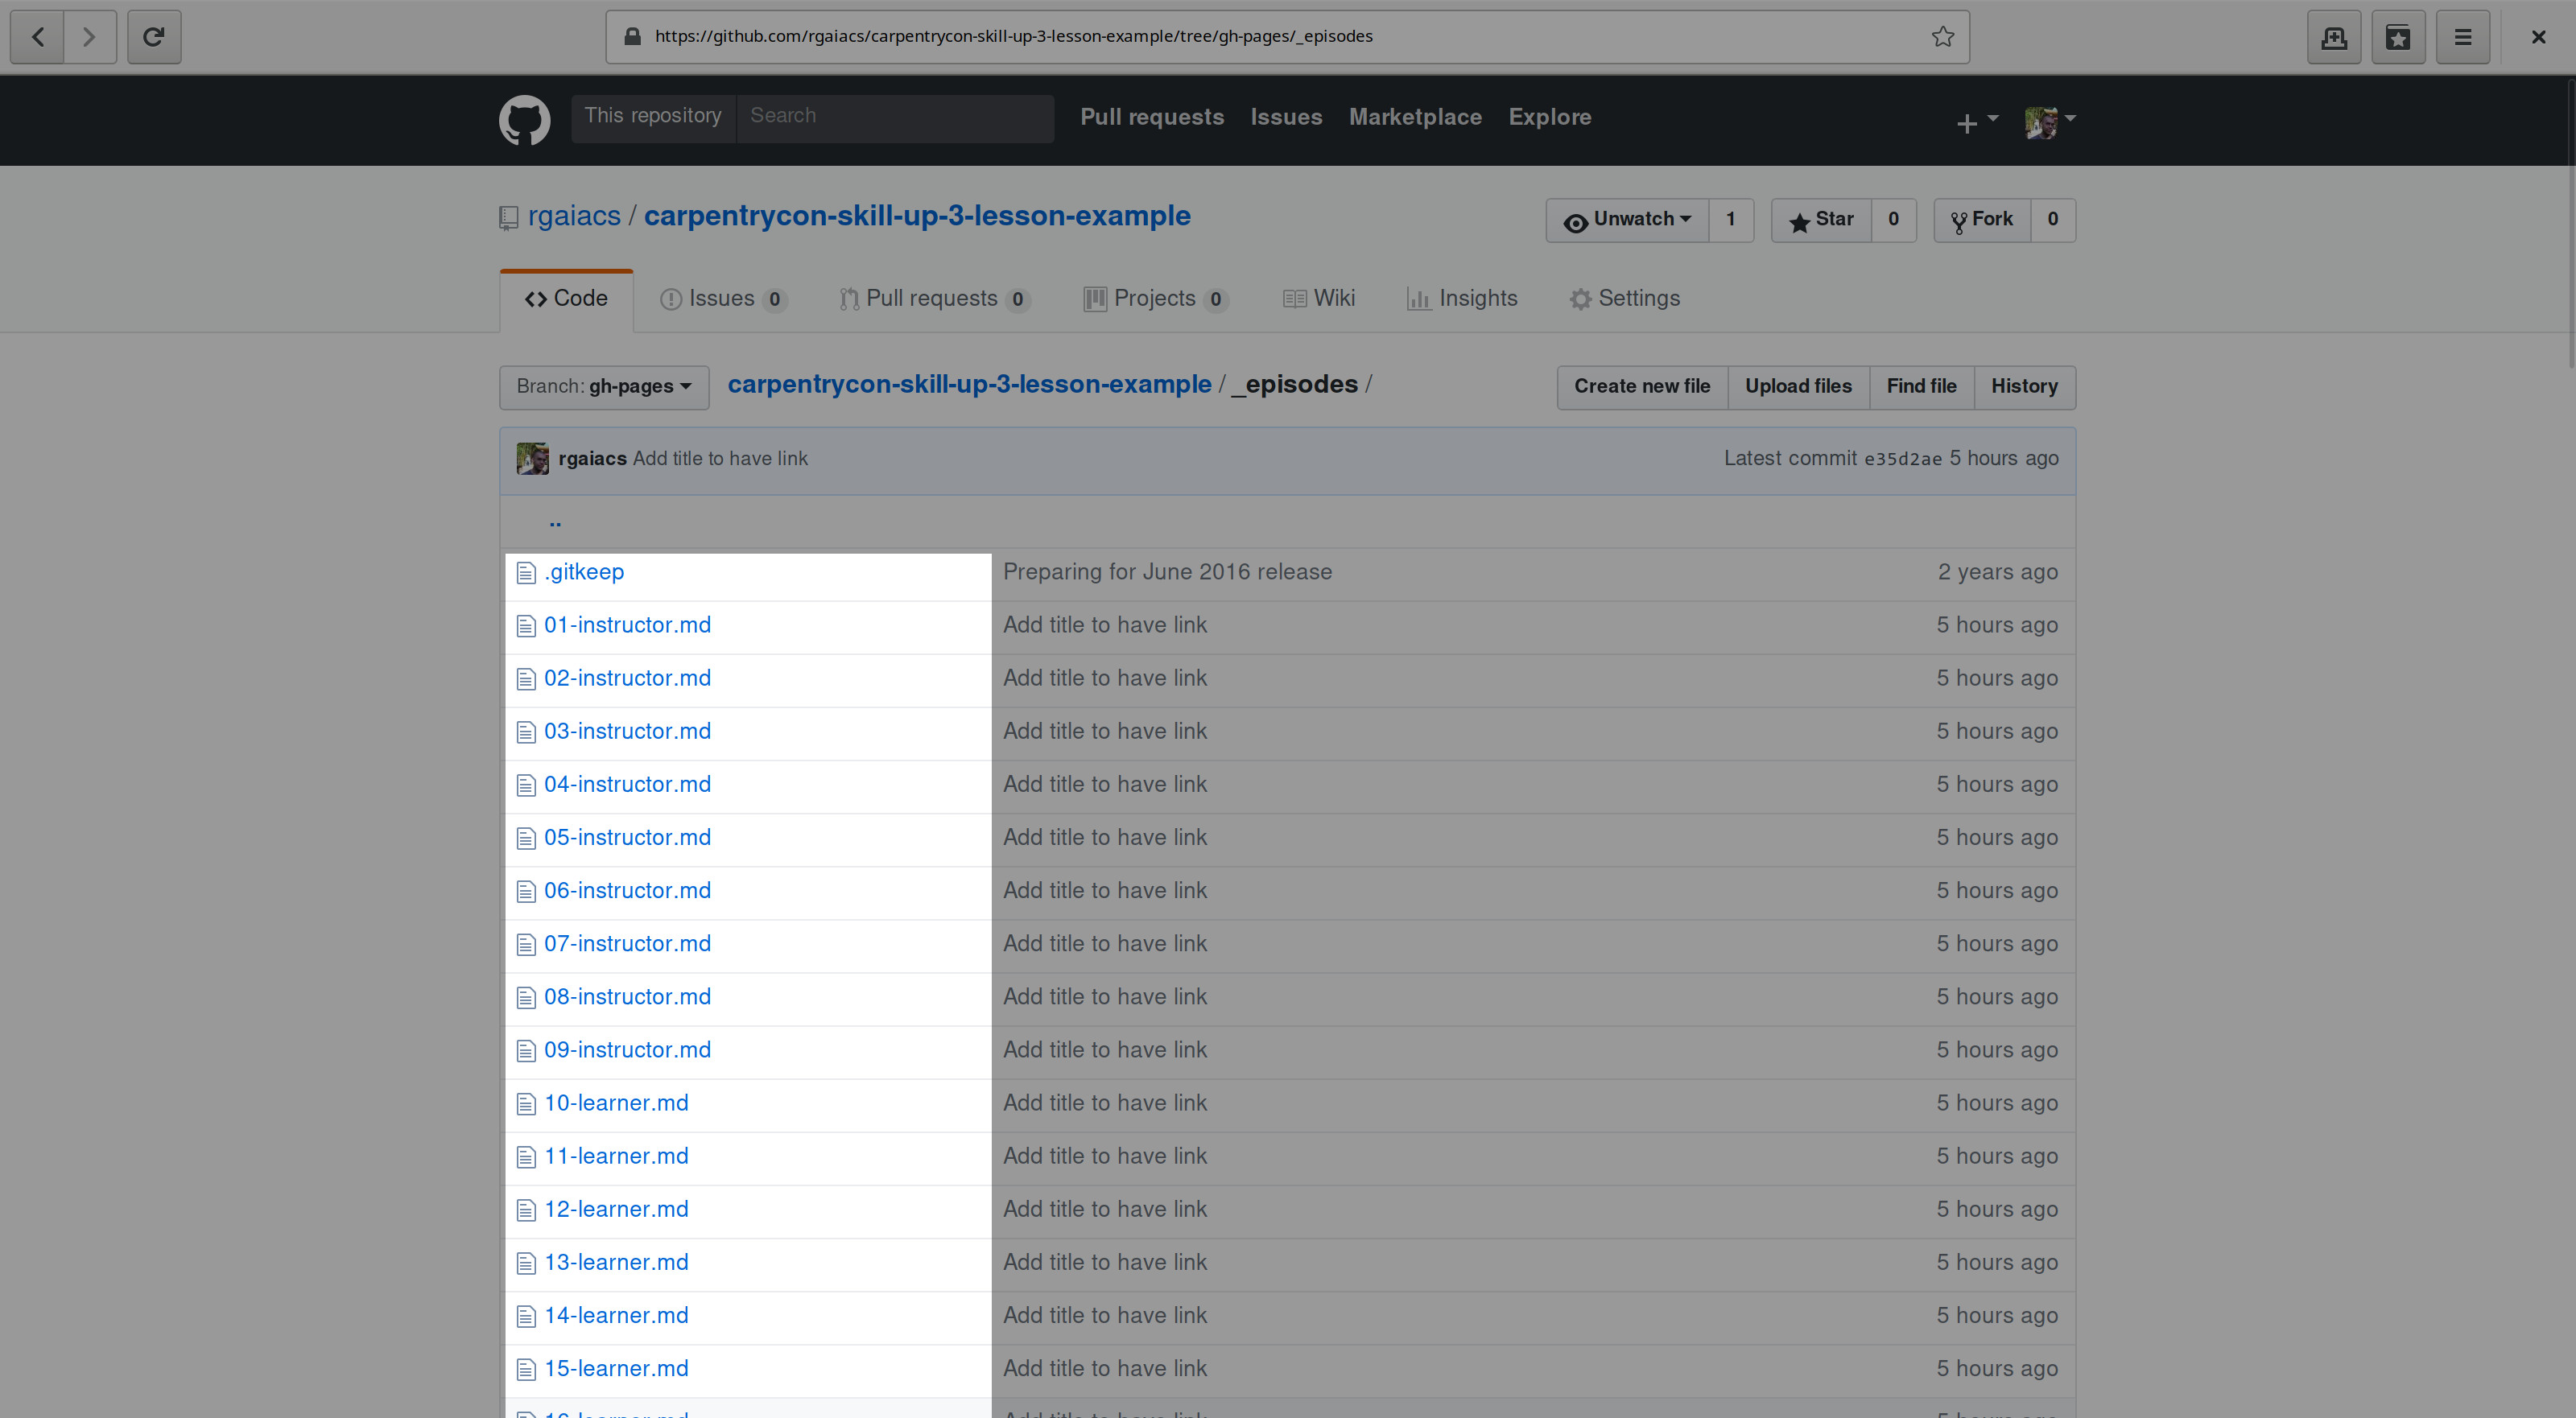 https://github.com/rgaiacs/carpentrycon-skill-up-3-lesson-example/tree/gh-pages/_episodes
This repository Search Pull requests Issues Marketplace Explore
rgaiacs / carpentrycon-skill-up-3-lesson-example Unwatch 1 Star 0 Fork 0
Code Issues 0 Pull requests 0 Projects 0 Wiki Insights Settings
Branch: gh-pages carpentrycon-skill-up-3-lesson-example / _episodes / Create new file Upload files Find file History
rgaiacs Add title to have link Latest commit e35d2ae 5 hours ago
..
.gitkeep Preparing for June 2016 release 2 years ago
01-instructor.md Add title to have link 5 hours ago
02-instructor.md Add title to have link 5 hours ago
03-instructor.md Add title to have link 5 hours ago
04-instructor.md Add title to have link 5 hours ago
05-instructor.md Add title to have link 5 hours ago
06-instructor.md Add title to have link 5 hours ago
07-instructor.md Add title to have link 5 hours ago
08-instructor.md Add title to have link 5 hours ago
09-instructor.md Add title to have link 5 hours ago
10-learner.md Add title to have link 5 hours ago
11-learner.md Add title to have link 5 hours ago
12-learner.md Add title to have link 5 hours ago
13-learner.md Add title to have link 5 hours ago
14-learner.md Add title to have link 5 hours ago
15-learner.md Add title to have link 5 hours ago